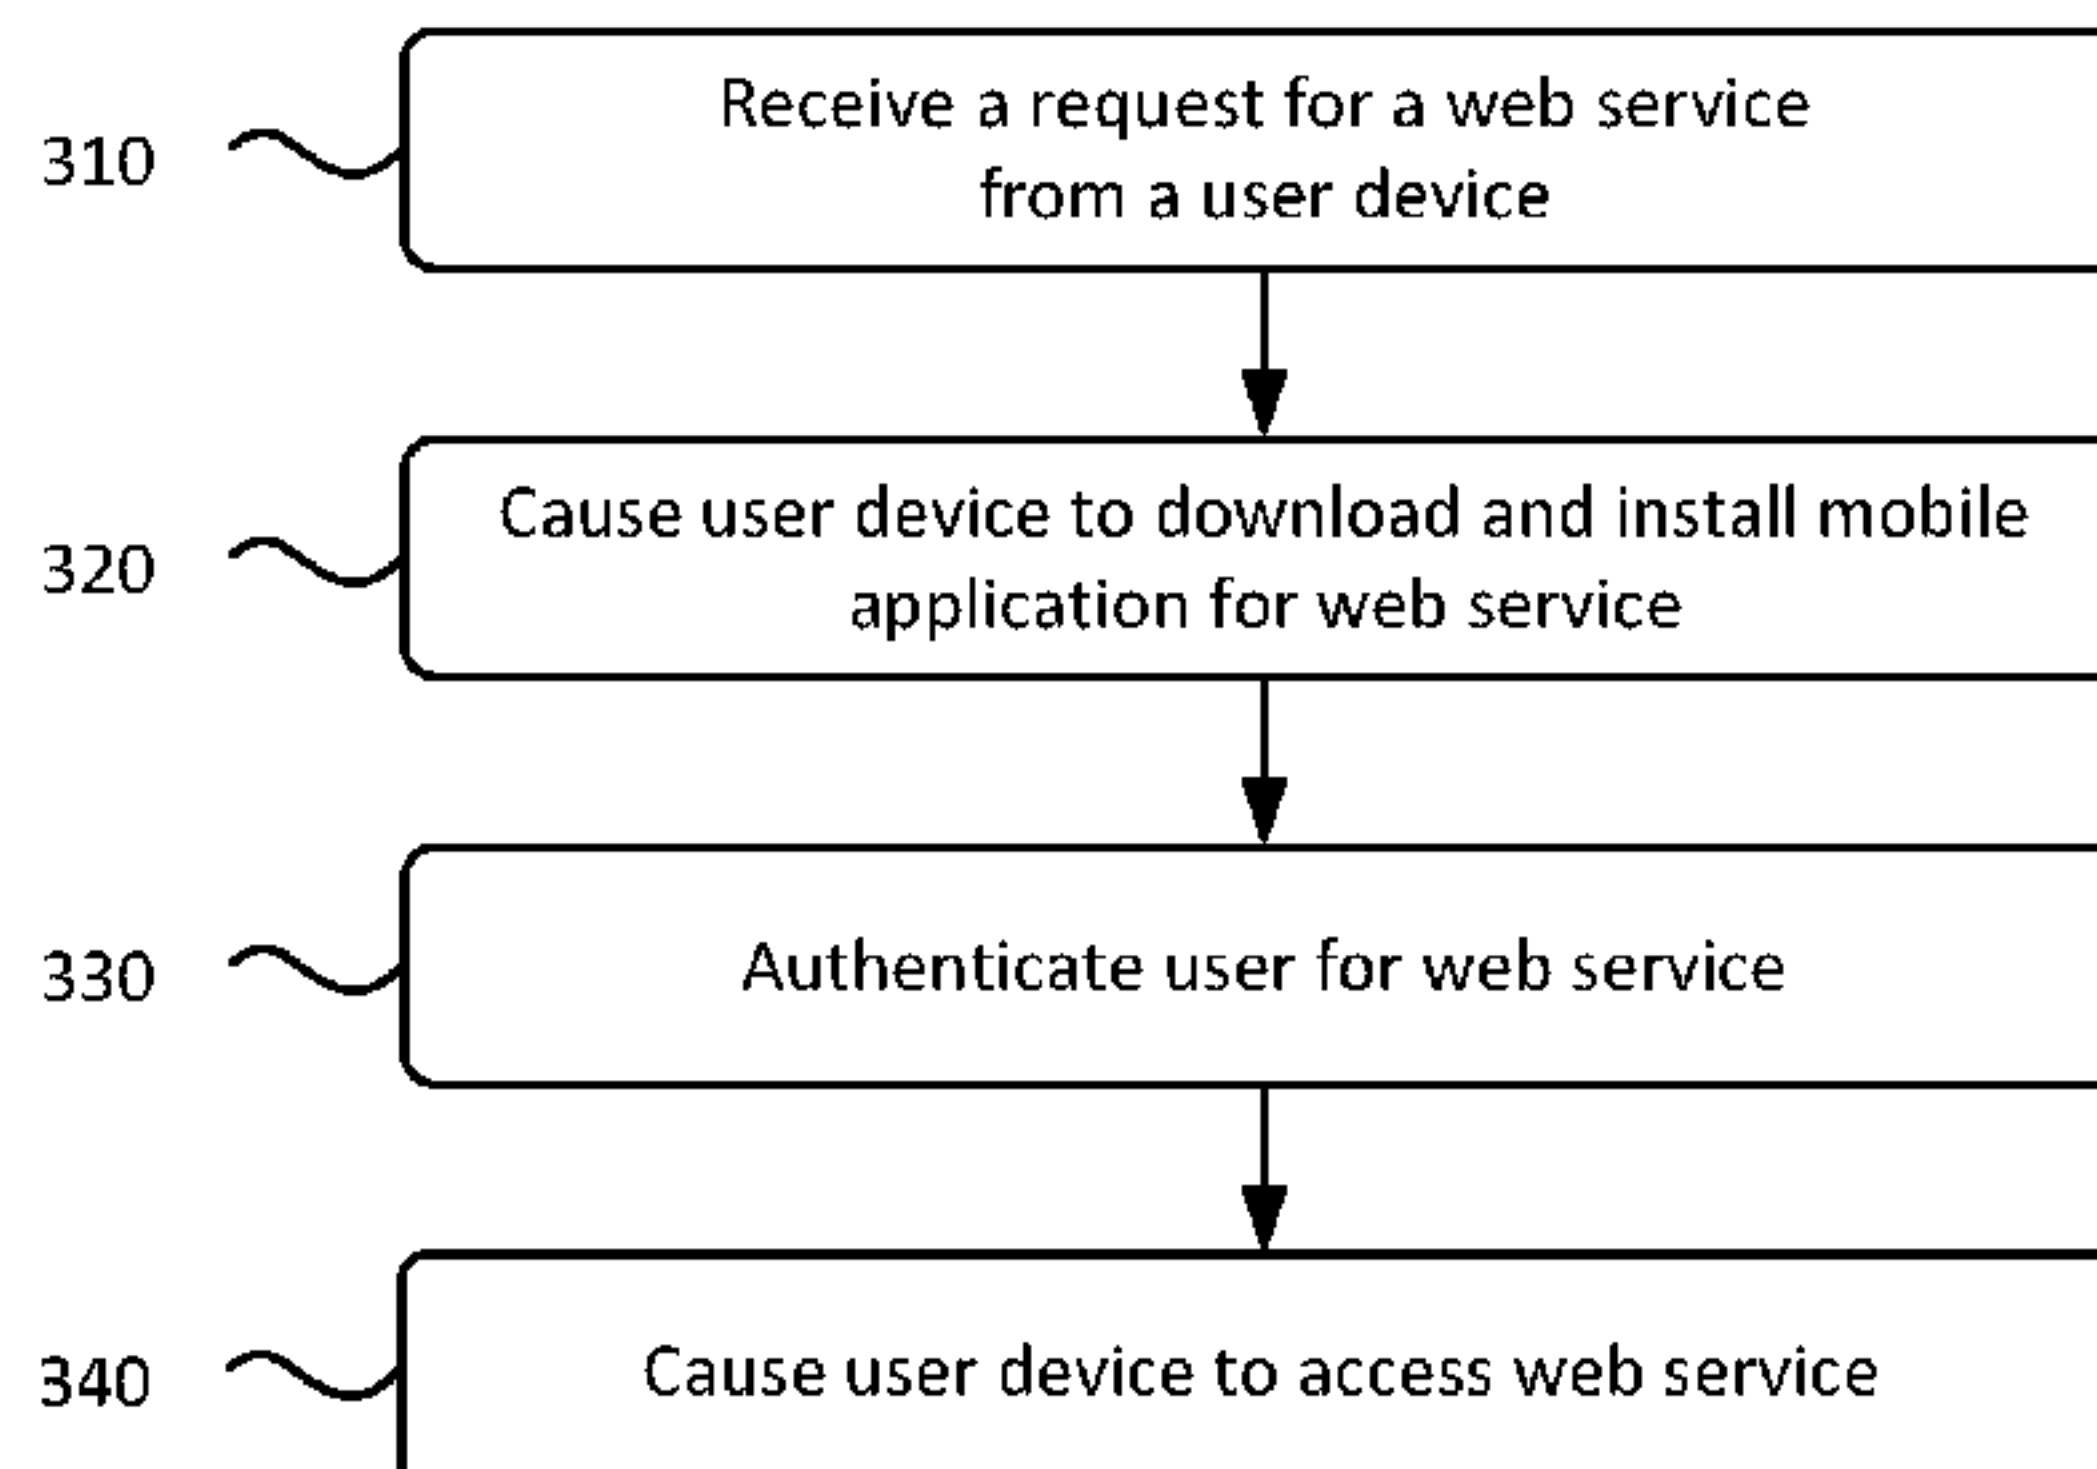 310
Receive a request for a web service
from a user device
320
Cause user device to download and install mobile
application for web service
330
Authenticate user for web service
340
Cause user device to access web service